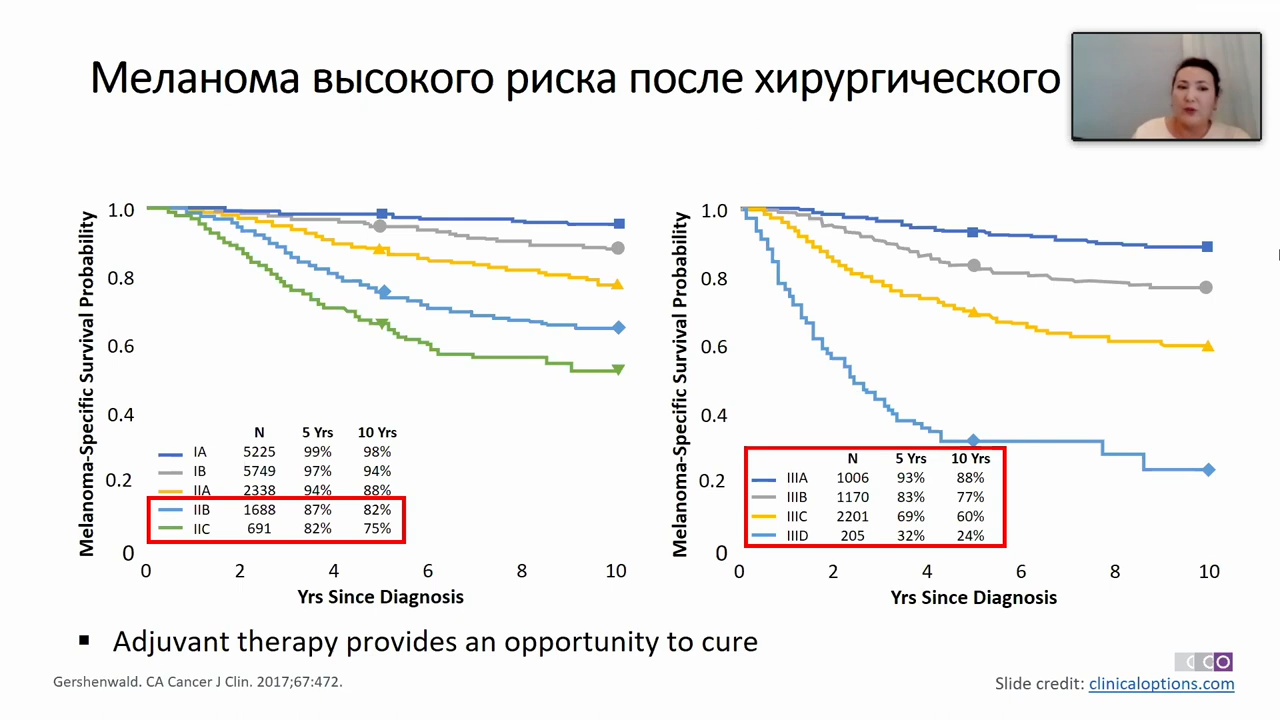 Меланома высокого риска после хирургического
Melanoma-Specific Survival Probability
1.0
0.8
0.6
0.4
0.2
0
N 5 Yrs 10 Yrs
IA 5225 99% 98%
IB 5749 97% 94%
IIA 2338 94% 88%
IIB 1688 87% 82%
IIC 691 82% 75%
0 2 4 6 8 10
Yrs Since Diagnosis
Melanoma-Specific Survival Probability
1.0
0.8
0.6
0.4
0.2
0
N 5 Yrs 10 Yrs
IIIA 1006 93% 88%
IIIB 1170 83% 77%
IIIC 2201 69% 60%
IIID 205 32% 24%
0 2 4 6 8 10
Yrs Since Diagnosis
▪ Adjuvant therapy provides an opportunity to cure
Gershenwald. CA Cancer J Clin. 2017;67:472.
CCO
Slide credit: clinicaloptions.com